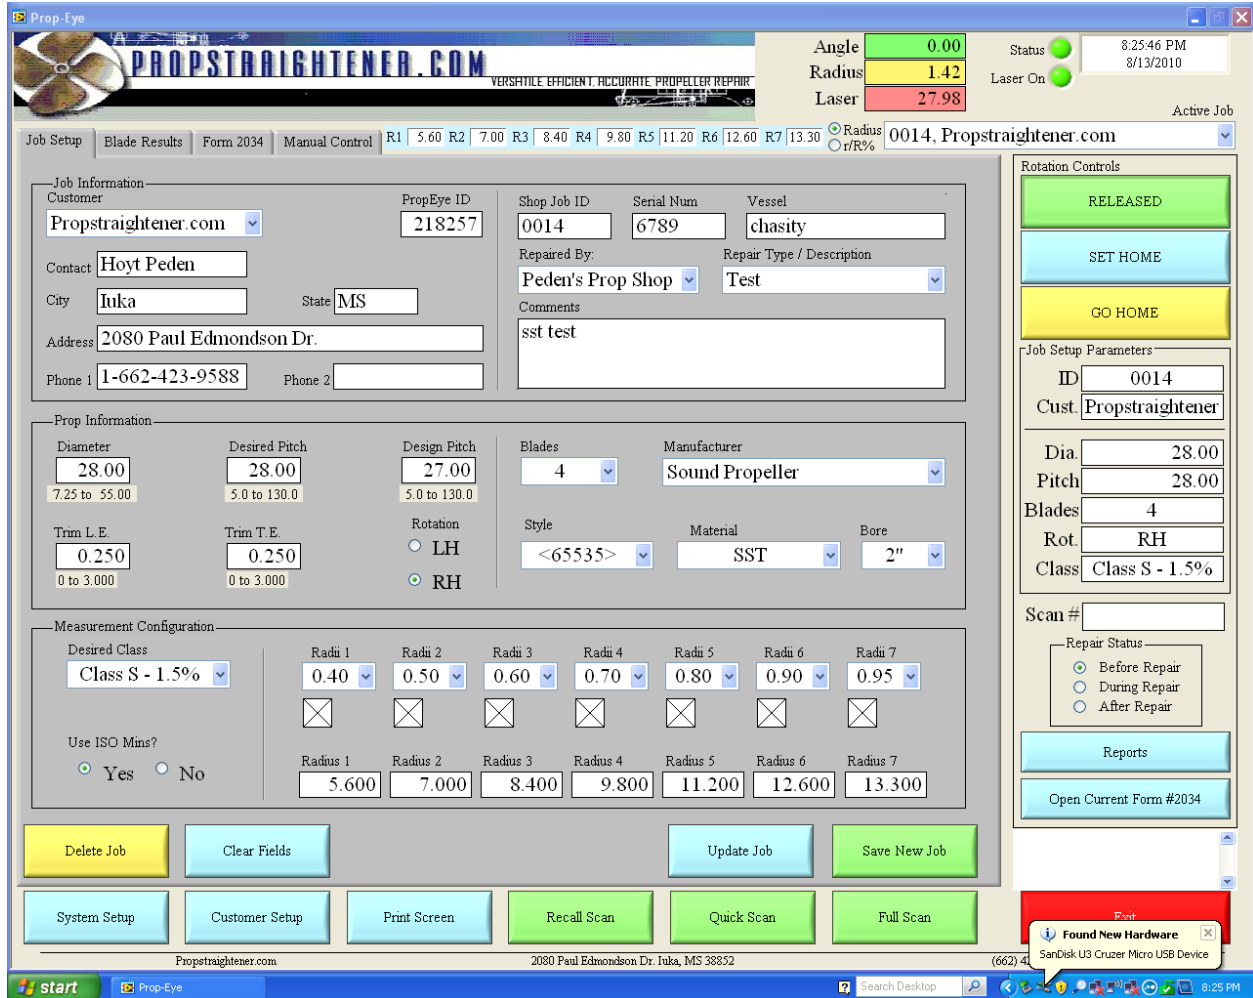 Prop-Eye
PROPSTRAIGHTENER.COM
VERSATILE EFFICIENT ACCURATE PROPELLER REPAIR
Angle 0.00
Radius 1.42
Laser 27.98
Status
Laser On
8:25:46 PM
8/13/2010
Active Job
Job Setup Blade Results Form 2034 Manual Control
R1 5.60 R2 7.00 R3 8.40 R4 9.80 R5 11.20 R6 12.60 R7 13.30
Radius
r/R%
0014, Propstraightener.com
Job Information
Customer
Propstraightener.com
PropEye ID
218257
Contact Hoyt Peden
City Iuka State MS
Address 2080 Paul Edmondson Dr.
Phone 1 1-662-423-9588 Phone 2
Shop Job ID Serial Num Vessel
0014 6789 chasity
Repaired By: Repair Type / Description
Peden's Prop Shop Test
Comments
sst test
Prop Information
Diameter Desired Pitch Design Pitch
28.00 28.00 27.00
7.25 to 55.00 5.0 to 130.0 5.0 to 130.0
Trim L.E. Trim T.E. Rotation
0.250 0.250
0 to 3.000 0 to 3.000
LH
RH
Blades Manufacturer
4 Sound Propeller
Style Material Bore
<65535> SST 2"
Measurement Configuration
Desired Class
Class S - 1.5%
Use ISO Mins?
Yes No
Radii 1 Radii 2 Radii 3 Radii 4 Radii 5 Radii 6 Radii 7
0.40 0.50 0.60 0.70 0.80 0.90 0.95
Radius 1 Radius 2 Radius 3 Radius 4 Radius 5 Radius 6 Radius 7
5.600 7.000 8.400 9.800 11.200 12.600 13.300
Delete Job Clear Fields Update Job Save New Job
System Setup Customer Setup Print Screen Recall Scan Quick Scan Full Scan
Rotation Controls
RELEASED
SET HOME
GO HOME
Job Setup Parameters
ID 0014
Cust. Propstraightener
Dia. 28.00
Pitch 28.00
Blades 4
Rot. RH
Class Class S - 1.5%
Scan #
Repair Status
Before Repair
During Repair
After Repair
Reports
Open Current Form #2034
Exit
Found New Hardware
SanDisk U3 Cruzer Micro USB Device
Propstraightener.com 2080 Paul Edmondson Dr. Iuka, MS 38852 (662) 42
start Prop-Eye Search Desktop 8:25 PM